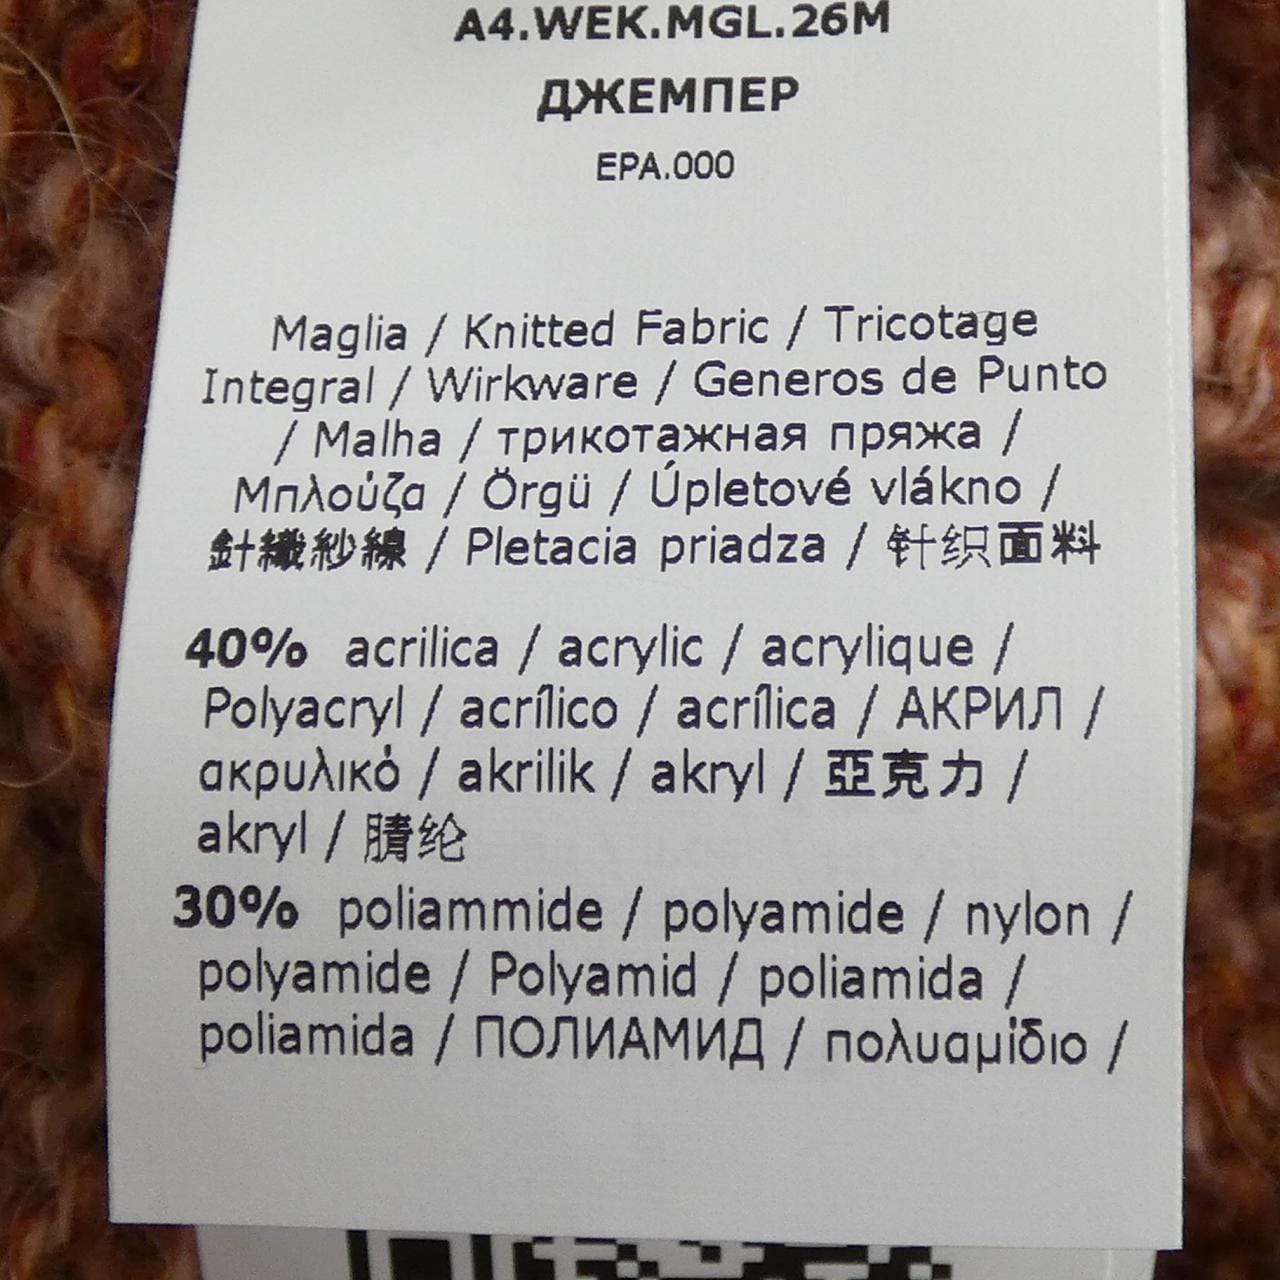 A4.WEK.MGL.26M
ДЖЕМПЕР
EPA.000
Maglia / Knitted Fabric / Tricotage
Integral / Wirkware / Generos de Punto
/ Malha / трикотажная пряжа /
Μπλούζα / Örgü / Úpletové vlákno /
針織紗線 / Pletacia priadza / 针织面料
40% acrilica / acrylic / acrylique /
Polyacryl / acrílico / acrílica / АКРИЛ /
ακρυλικό / akrilik / akryl / 亞克力 /
akryl / 腈纶
30% poliammide / polyamide / nylon /
polyamide / Polyamid / poliamida /
poliamida / ПОЛИАМИД / πολυαμίδιο /